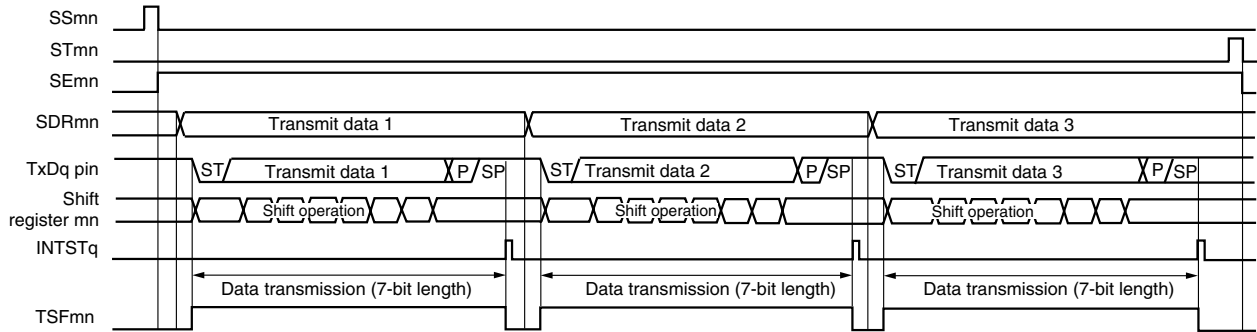 SSmn
STmn
SEmn
SDRmn Transmit data 1 Transmit data 2 Transmit data 3
TxDq pin ST Transmit data 1 P SP ST Transmit data 2 P SP ST Transmit data 3 P SP
Shift
register mn Shift operation Shift operation Shift operation
INTSTq
Data transmission (7-bit length) Data transmission (7-bit length) Data transmission (7-bit length)
TSFmn